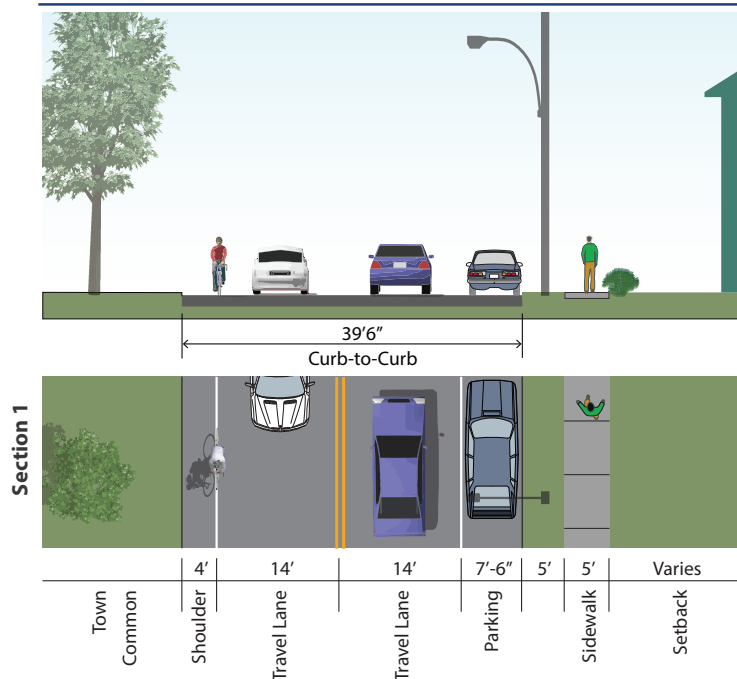 39’6”
Curb-to-Curb
Section 1
4’ 14’ 14’ 7’-6” 5’ 5’ Varies
Town
Common
Shoulder
Travel Lane
Travel Lane
Parking
Sidewalk
Setback